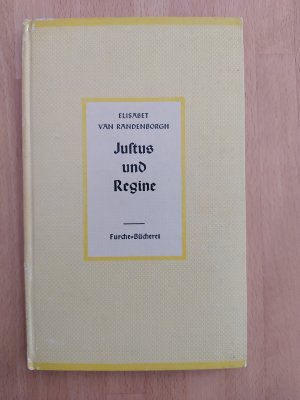 ELISABET
VAN RANDENBORGH
Juſtus
und
Regine
Furche-Bücherei